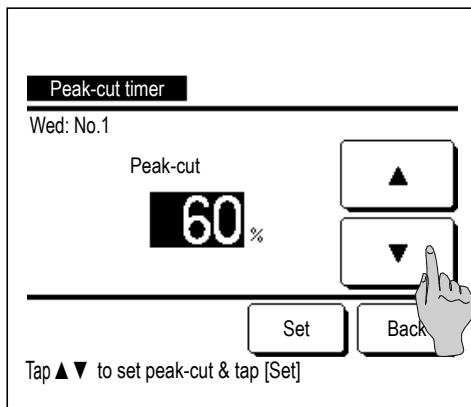 Peak-cut timer
Wed: No.1
Peak-cut
60 %
▲
▼
Set
Back
Tap ▲ ▼ to set peak-cut & tap [Set]